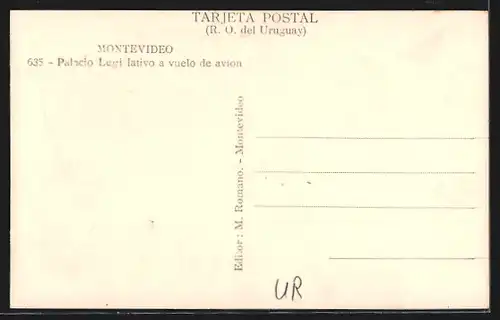 TARJETA POSTAL
(R. O. del Uruguay)
MONTEVIDEO
635 - Palacio Legi lativo a vuelo de avion
Editor: M. Romano. - Montevideo
UR